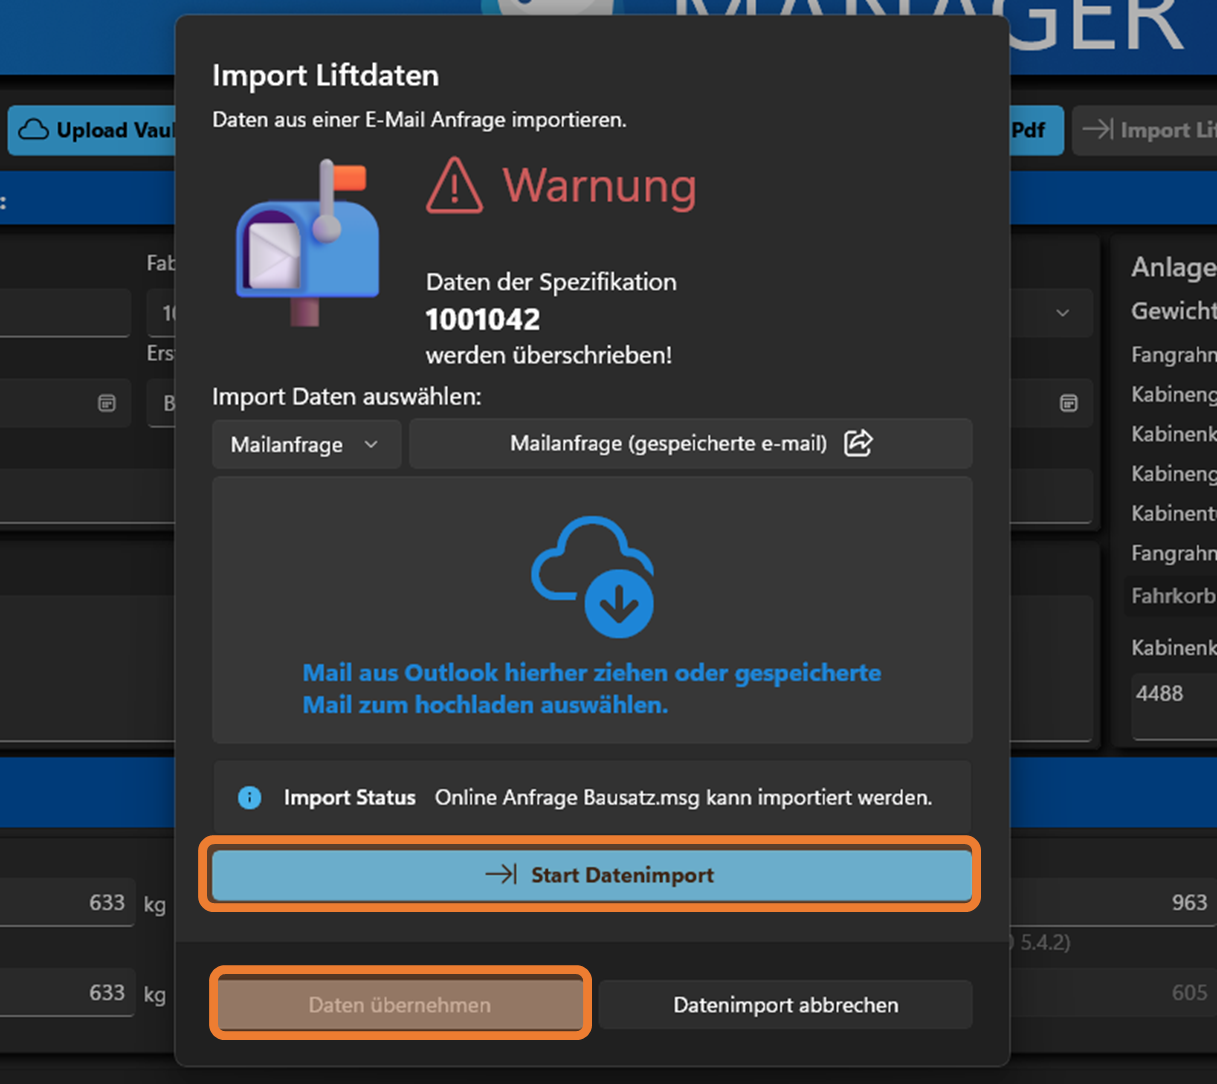 MANAGER
Import Liftdaten
Daten aus einer E-Mail Anfrage importieren.
Upload Vaul
Pdf
Import Lif
Warnung
:
Fab
Daten der Spezifikation
1001042
werden überschrieben!
Anlage
Gewicht
10
Ers
Fangrahm
Import Daten auswählen:
Kabineng
B
Mailanfrage
Mailanfrage (gespeicherte e-mail)
Kabinenk
Kabineng
Kabinent
Fangrahn
Fahrkorb
Mail aus Outlook hierher ziehen oder gespeicherte
Mail zum hochladen auswählen.
Kabinenk
4488
Import Status Online Anfrage Bausatz.msg kann importiert werden.
Start Datenimport
633 kg
963
5.4.2)
633 kg
605
Daten übernehmen
Datenimport abbrechen